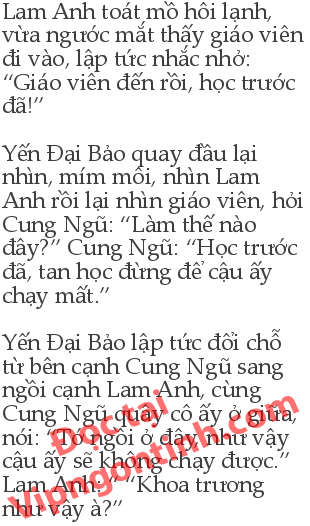 Lam Anh toát mồ hôi lạnh,
vừa ngước mắt thấy giáo viên
đi vào, lập tức nhắc nhở:
“Giáo viên đến rồi, học trước
đã!”
Yến Đại Bảo quay đầu lại
nhìn, mím môi, nhìn Lam
Anh rồi lại nhìn giáo viên, hỏi
Cung Ngũ: “Làm thế nào
đây?” Cung Ngũ: “Học trước
đã, tan học đừng để cậu ấy
chạy mất.”
Yến Đại Bảo lập tức đổi chỗ
từ bên cạnh Cung Ngũ sang
ngồi cạnh Lam Anh, cùng
Cung Ngũ quây cô ấy ở giữa,
nói: “Tớ ngồi ở đây, như vậy
cậu ấy sẽ không chạy được.”
Lam Anh: “ “Khoa trương
như vậy à?”
Đọc tại
Vipngontinh.com